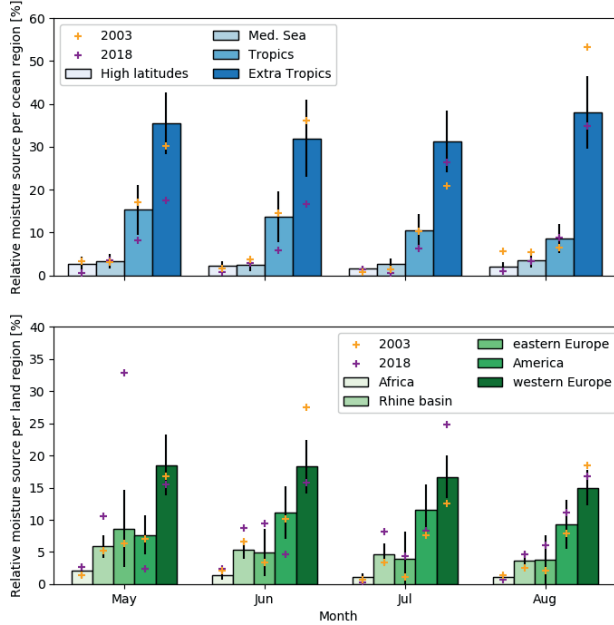 Relative moisture source per ocean region [%]
60
50
40
30
20
10
0
2003
2018
High latitudes
Med. Sea
Tropics
Extra Tropics
Relative moisture source per land region [%]
40
35
30
25
20
15
10
5
0
2003
2018
Africa
Rhine basin
eastern Europe
America
western Europe
May
Jun
Jul
Aug
Month